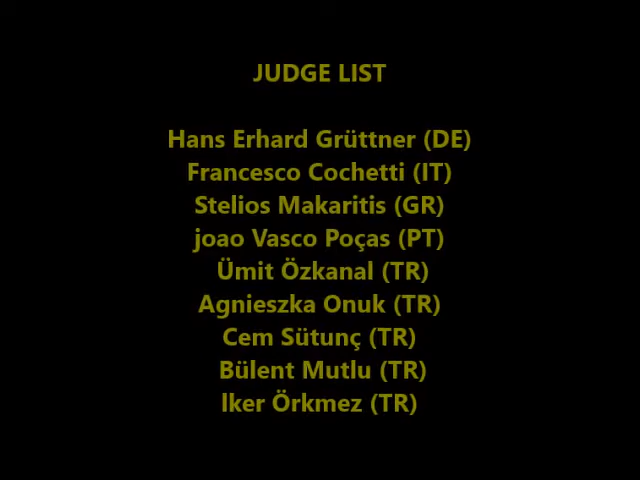 JUDGE LIST
Hans Erhard Grüttner (DE)
Francesco Cochetti (IT)
Stelios Makaritis (GR)
joao Vasco Poças (PT)
Ümit Özkanal (TR)
Agnieszka Onuk (TR)
Cem Sütunç (TR)
Bülent Mutlu (TR)
lker Örkmez (TR)